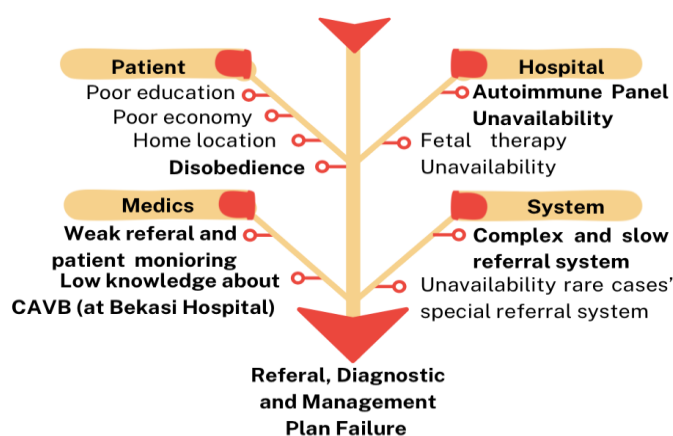 Patient
Poor education
Poor economy
Home location
Disobedience
Hospital
Autoimmune Panel
Unavailability
Fetal therapy
Unavailability
Medics
Weak referal and
patient monioring
Low knowledge about
CAVB (at Bekasi Hospital)
System
Complex and slow
referral system
Unavailability rare cases’
special referral system
Referal, Diagnostic
and Management
Plan Failure